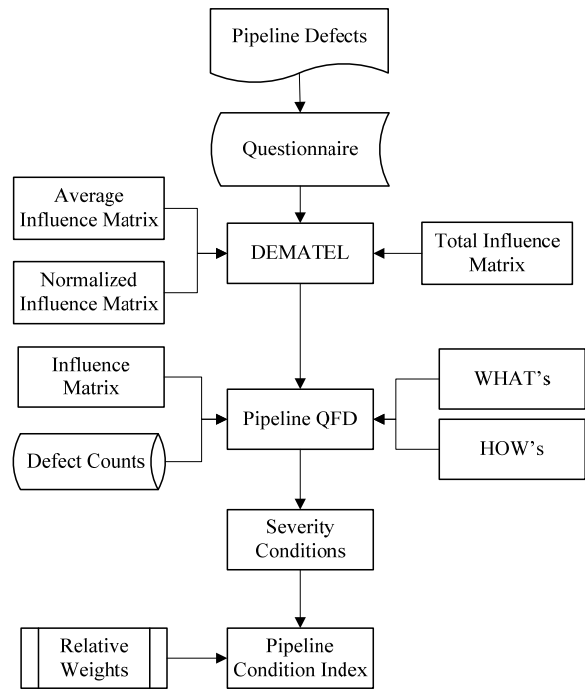 Pipeline Defects
Questionnaire
Average
Influence Matrix
Normalized
Influence Matrix
DEMATEL
Total Influence
Matrix
Influence
Matrix
Defect Counts
Pipeline QFD
WHAT's
HOW's
Severity
Conditions
Relative
Weights
Pipeline
Condition Index